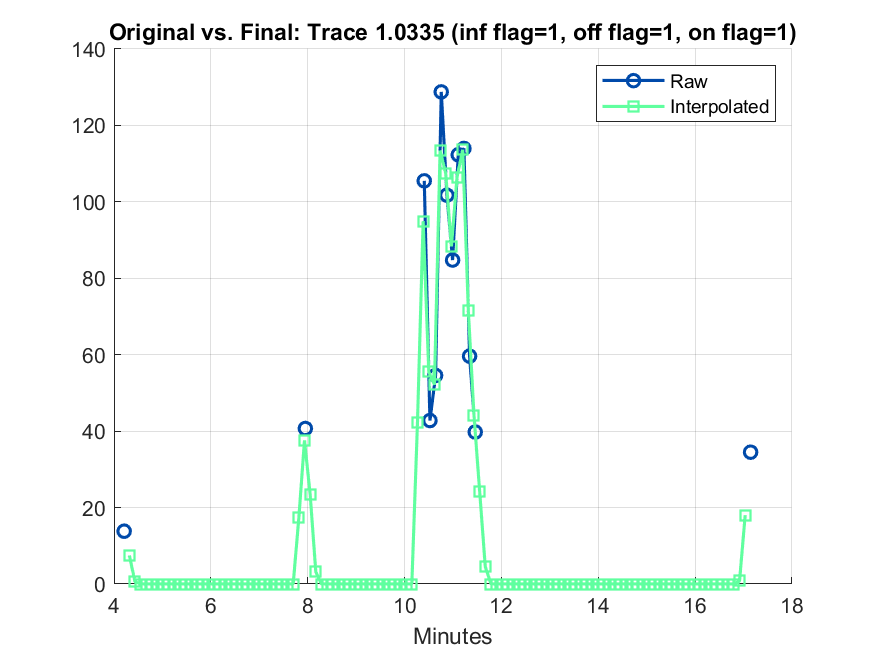 Original vs. Final: Trace 1.0335 (inf flag=1, off flag=1, on flag=1)
140
120
100
80
60
40
20
0
Raw
Interpolated
4 6 8 10 12 14 16 18
Minutes